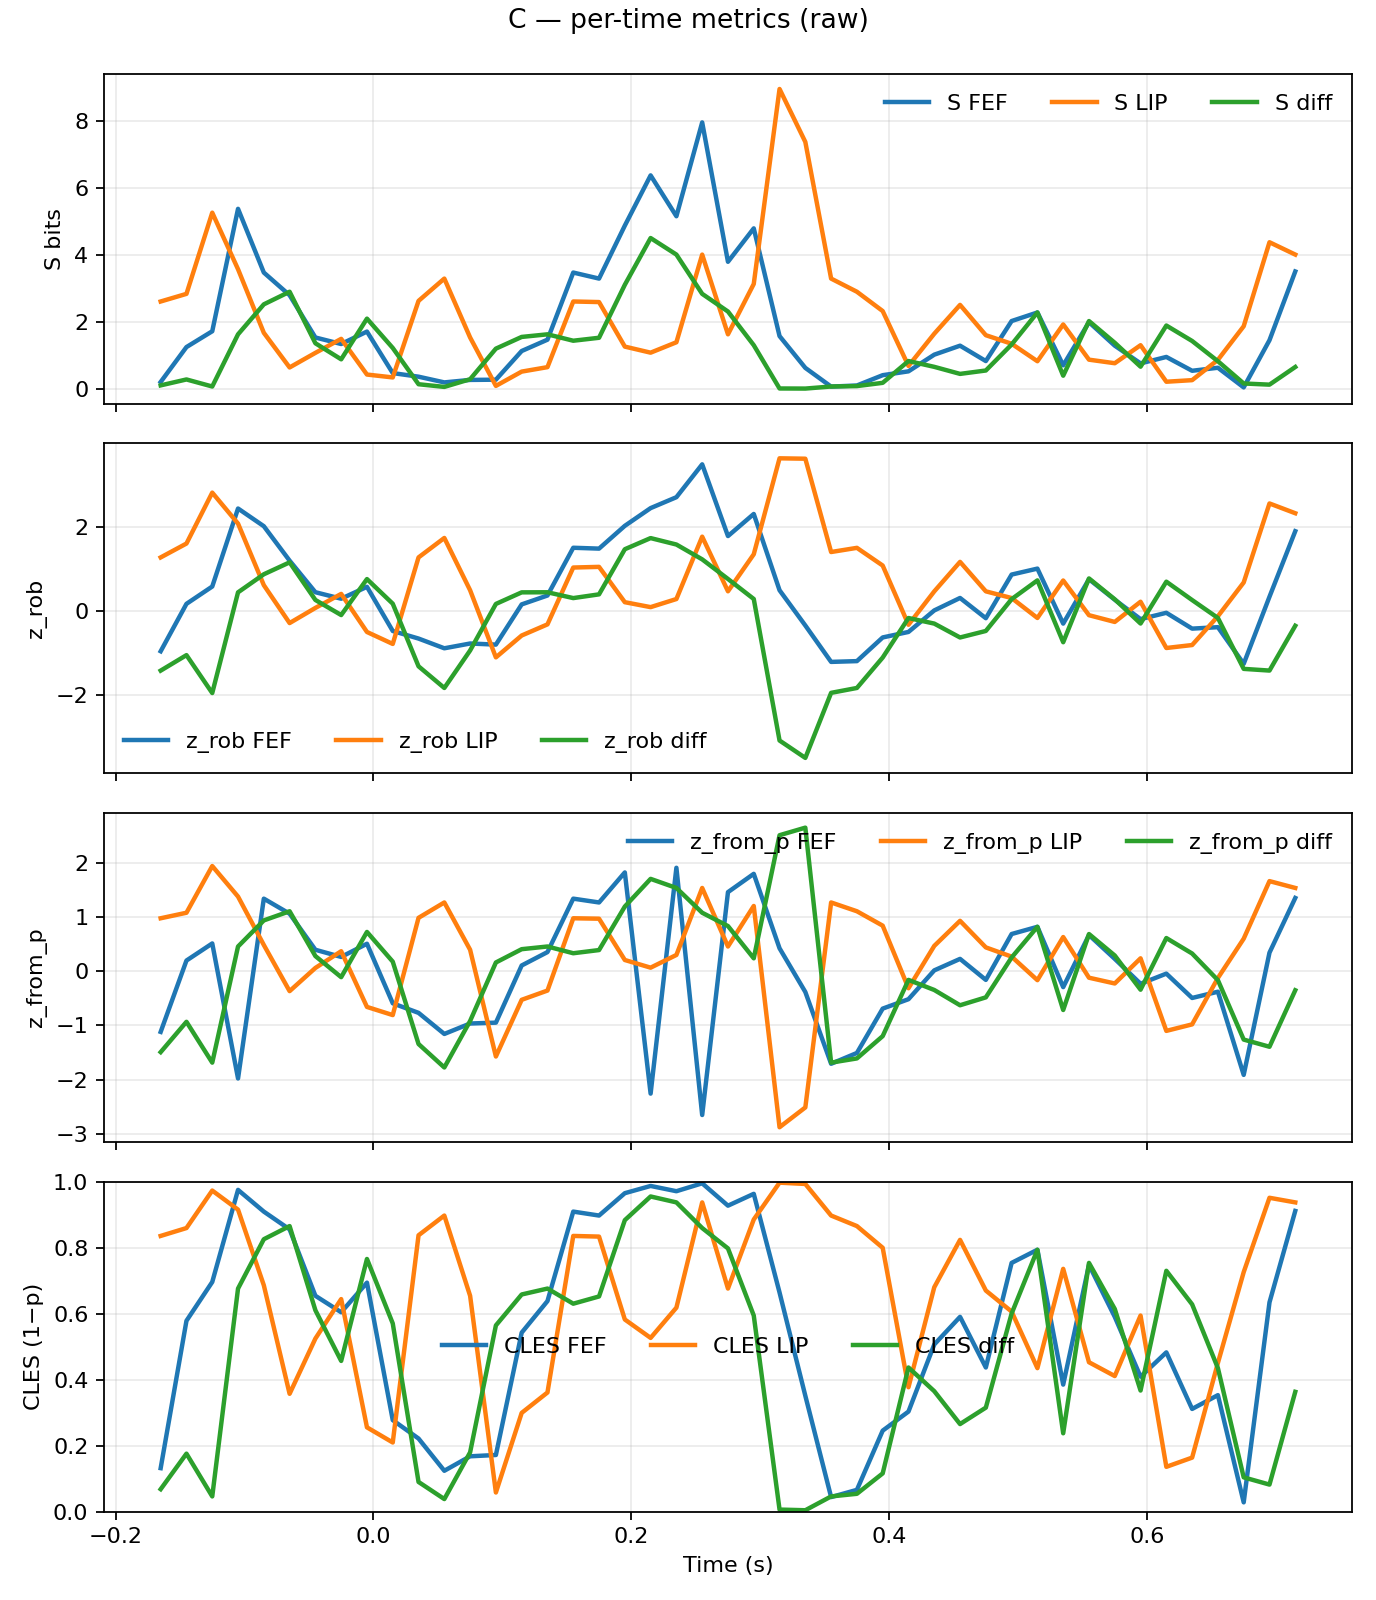 C — per-time metrics (raw)
S FEF S LIP S diff
8
6
4
2
0
S bits
2
0
−2
z_rob
z_rob FEF z_rob LIP z_rob diff
z_from_p FEF z_from_p LIP z_from_p diff
2
1
0
−1
−2
−3
z_from_p
1.0
0.8
0.6
0.4
0.2
0.0
CLES (1−p)
CLES FEF CLES LIP CLES diff
−0.2 0.0 0.2 0.4 0.6
Time (s)